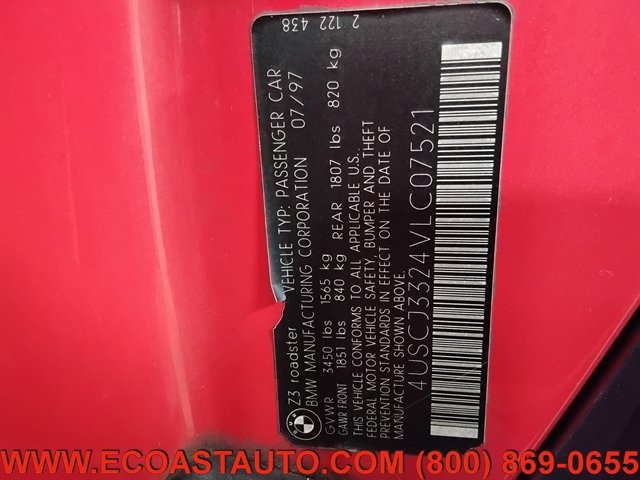 2 122 438
Z3 roadster VEHICLE TYP: PASSENGER CAR
BMW MANUFACTURING CORPORATION 07/97
GVWR 3450 lbs 1565 kg
GAWR FRONT 1851 lbs 840 kg REAR 1807 lbs 820 kg
THIS VEHICLE CONFORMS TO ALL APPLICABLE U.S.
FEDERAL MOTOR VEHICLE SAFETY, BUMPER AND THEFT
PREVENTION STANDARDS IN EFFECT ON THE DATE OF
MANUFACTURE SHOWN ABOVE.
4USCJ3324VLC07521
WWW.ECOASTAUTO.COM (800) 869-0655